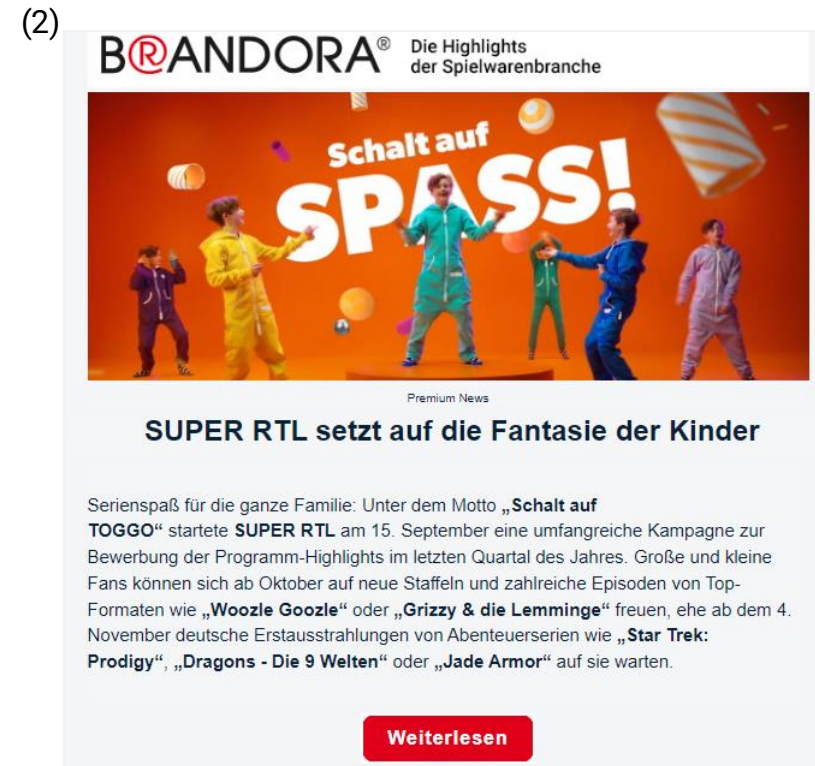 (2)
BRANDORA® Die Highlights
der Spielwarenbranche
Schalt auf
SPASS!
Premium News
SUPER RTL setzt auf die Fantasie der Kinder
Serienspaß für die ganze Familie: Unter dem Motto „Schalt auf
TOGGO“ startete SUPER RTL am 15. September eine umfangreiche Kampagne zur
Bewerbung der Programm-Highlights im letzten Quartal des Jahres. Große und kleine
Fans können sich ab Oktober auf neue Staffeln und zahlreiche Episoden von Top-
Formaten wie „Woozle Goozle“ oder „Grizzy & die Lemminge“ freuen, ehe ab dem 4.
November deutsche Erstausstrahlungen von Abenteuerserien wie „Star Trek:
Prodigy“, „Dragons - Die 9 Welten“ oder „Jade Armor“ auf sie warten.
Weiterlesen